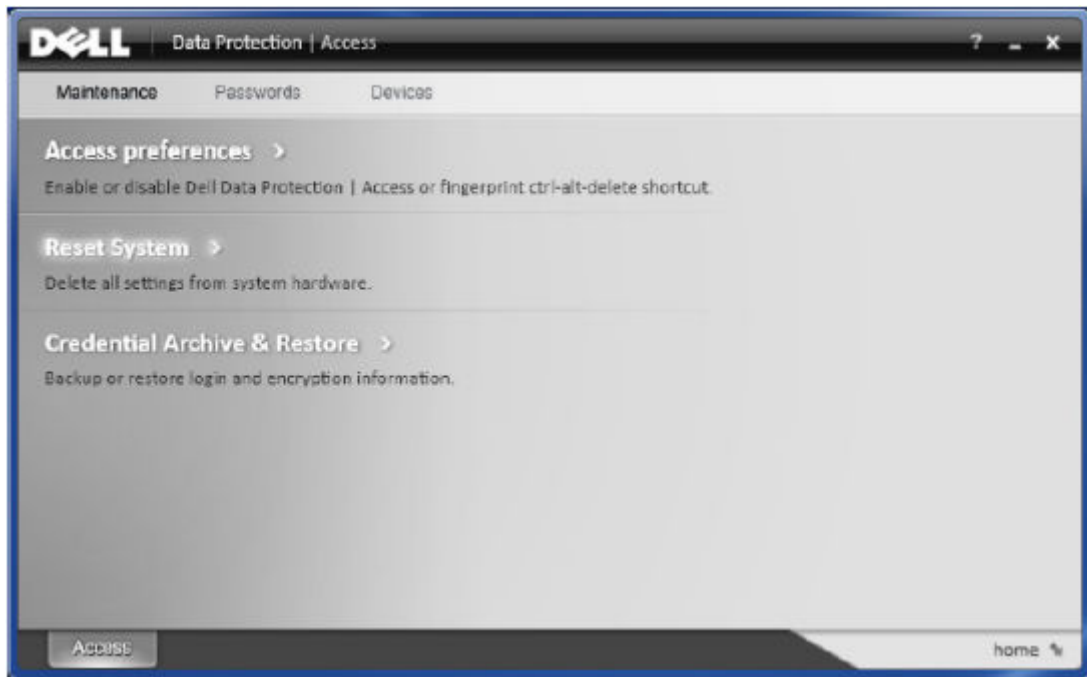 DELL Data Protection | Access ? - x
Maintenance Passwords Devices
Access preferences >
Enable or disable Dell Data Protection | Access or fingerprint ctrl-alt-delete shortcut.
Reset System >
Delete all settings from system hardware.
Credential Archive & Restore >
Backup or restore login and encryption information.
Access home